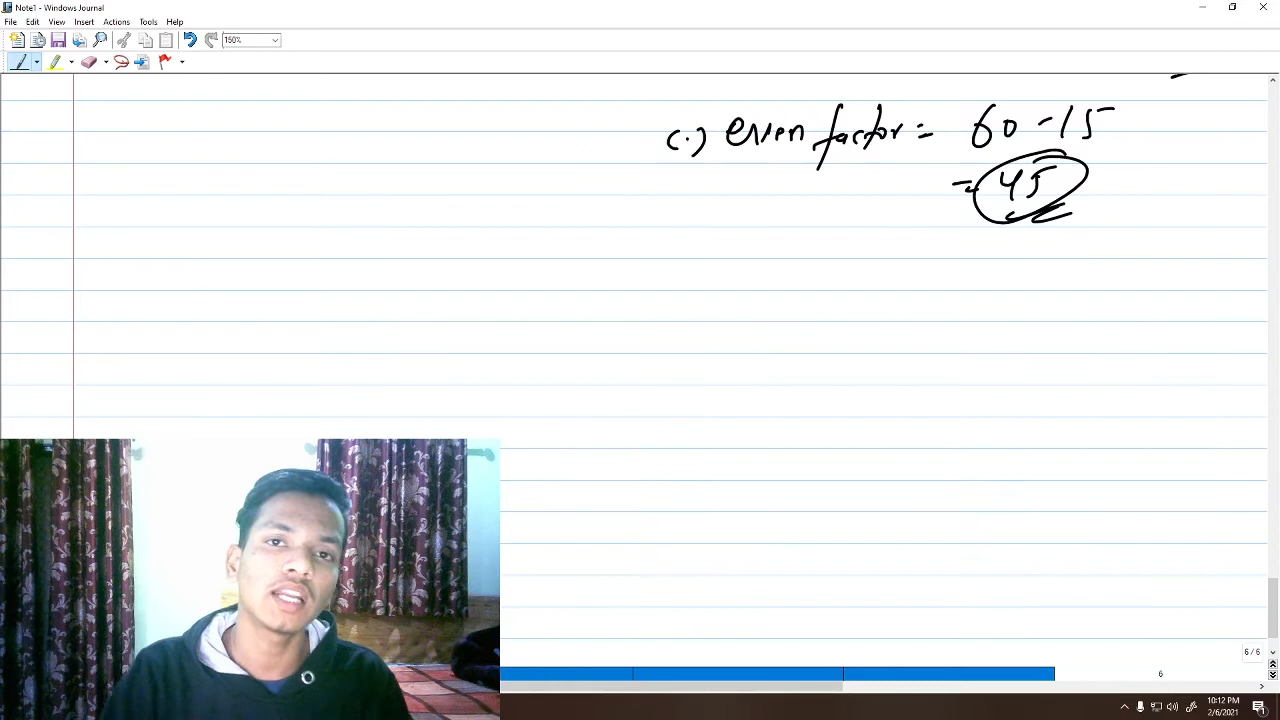 Note1 - Windows Journal
File Edit View Insert Actions Tools Help
150%
c.) even factor = 60 - 15
= 45
6 / 6
6
10:12 PM
2/6/2021